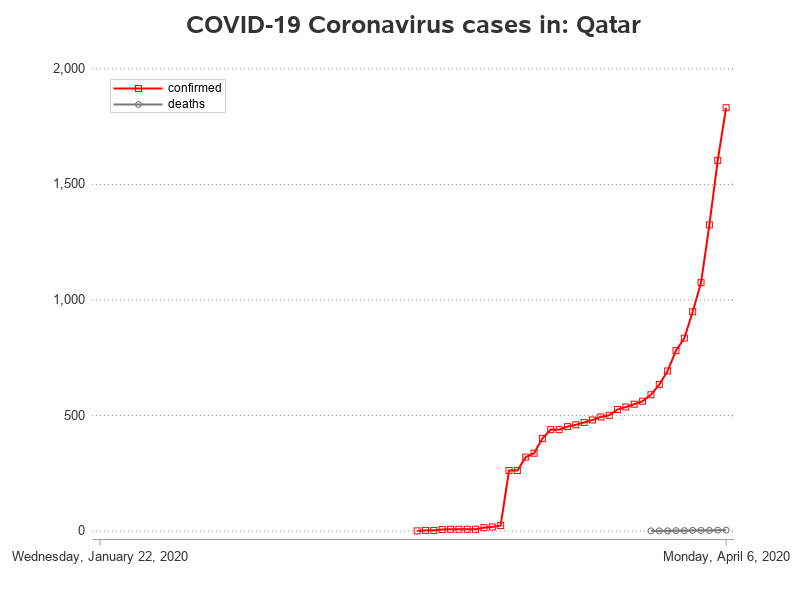 COVID-19 Coronavirus cases in: Qatar
2,000
confirmed
deaths
1,500
1,000
500
0
Wednesday, January 22, 2020
Monday, April 6, 2020